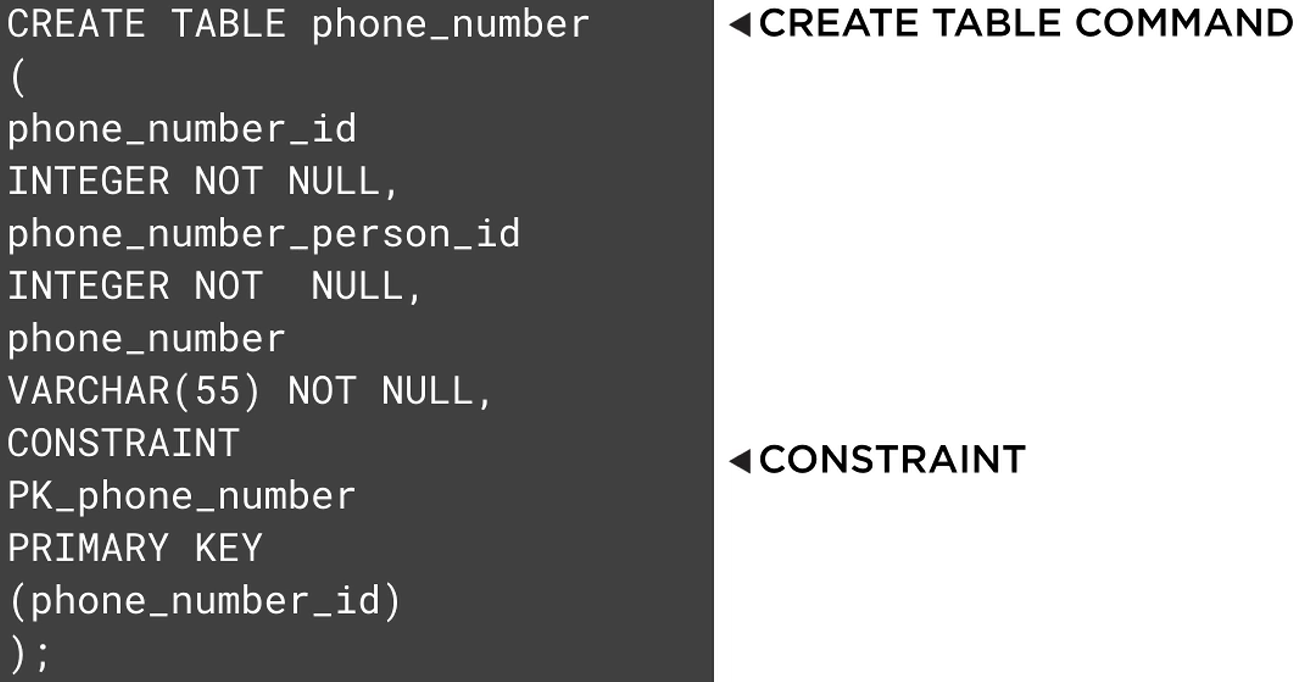 CREATE TABLE phone_number
(
phone_number_id
INTEGER NOT NULL,
phone_number_person_id
INTEGER NOT  NULL,
phone_number
VARCHAR(55) NOT NULL,
CONSTRAINT
PK_phone_number
PRIMARY KEY
(phone_number_id)
);
◄CREATE TABLE COMMAND
◄CONSTRAINT